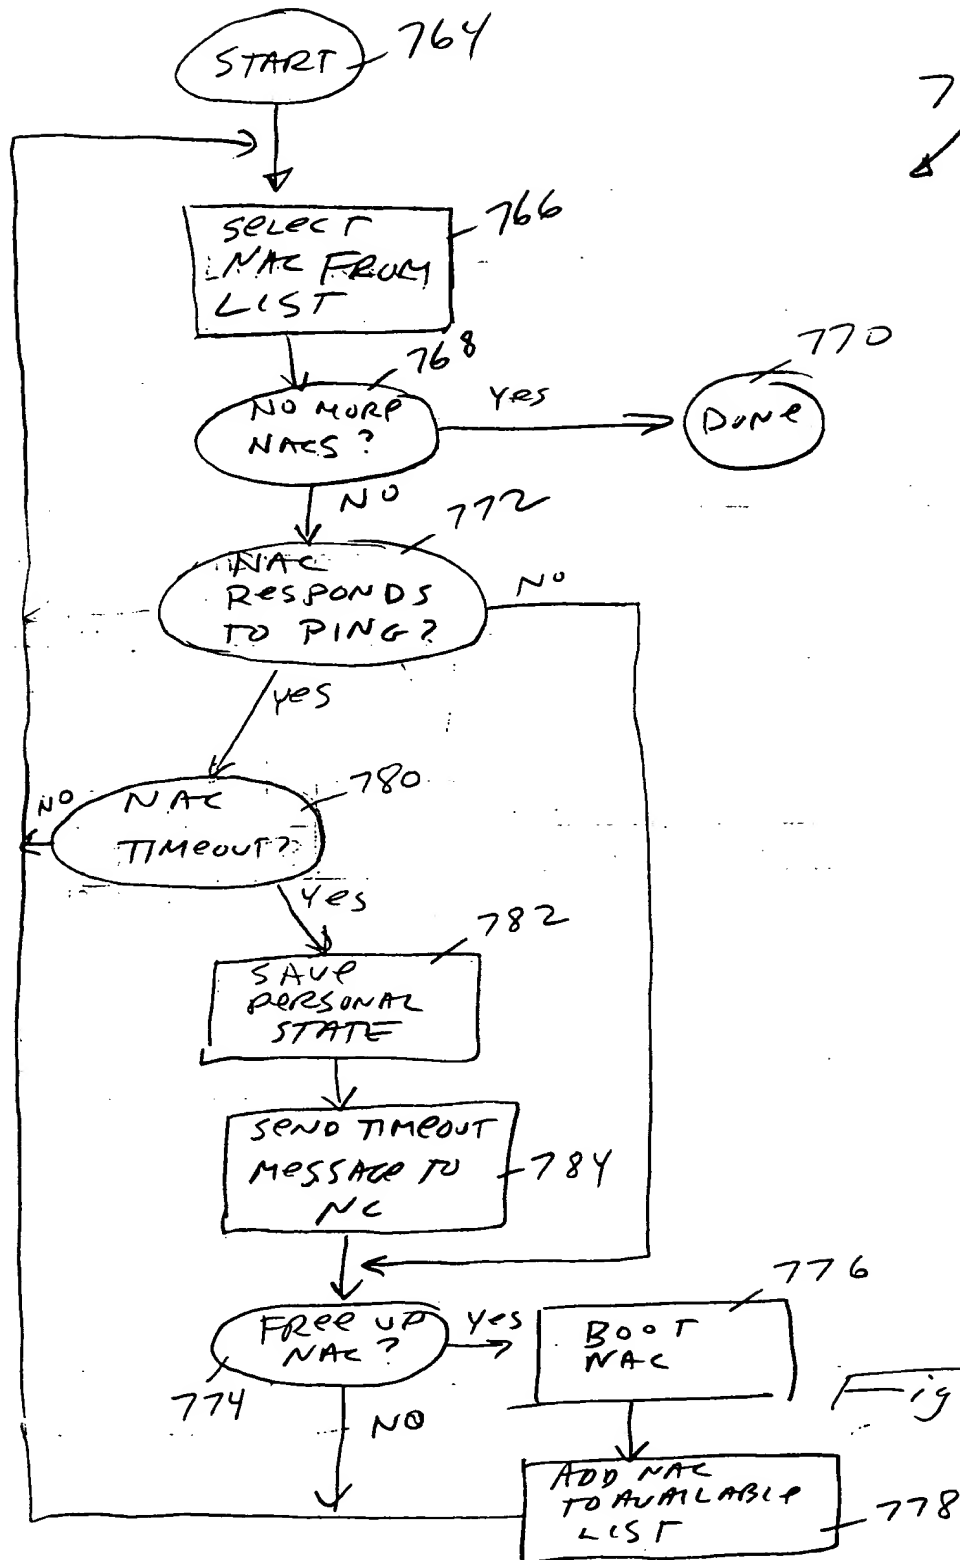 START
764
7
SELECT
NAC FROM
LIST
766
768
NO MORE
NACS?
Yes
770
DONE
NO
772
NAC
RESPONDS
TO PING?
NO
yes
780
NO
NAC
TIMEOUT?
Yes
782
SAVE
PERSONAL
STATE
SEND TIMEOUT
MESSAGE TO
NC
784
776
FREE UP
NAC?
Yes
BOOT
NAC
774
NO
Fig
ADD NAC
TO AVAILABLE
LIST
778